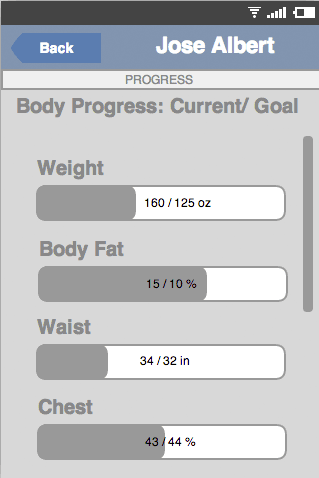 Back
Jose Albert
PROGRESS
Body Progress: Current/ Goal
Weight
160 / 125 oz
Body Fat
15 / 10 %
Waist
34 / 32 in
Chest
43 / 44 %